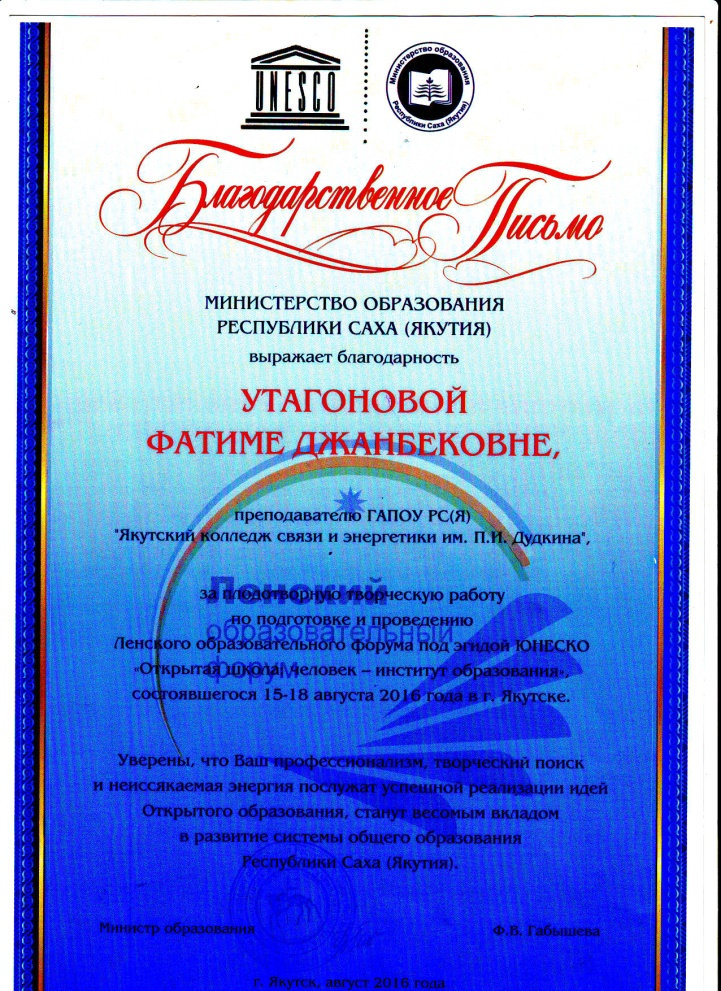 UNESCO
Министерство образования
Республики Саха (Якутия)
Благодарственное Письмо
МИНИСТЕРСТВО ОБРАЗОВАНИЯ
РЕСПУБЛИКИ САХА (ЯКУТИЯ)
выражает благодарность
УТАГОНОВОЙ
ФАТИМЕ ДЖАНБЕКОВНЕ,
преподавателю ГАПОУ РС(Я)
"Якутский колледж связи и энергетики им. П.И. Дудкина",
Ленский
образовательный
форум
за плодотворную творческую работу
по подготовке и проведению
Ленского образовательного форума под эгидой ЮНЕСКО
«Открытая школа: человек – институт образования»,
состоявшегося 15-18 августа 2016 года в г. Якутске.
Уверены, что Ваш профессионализм, творческий поиск
и неиссякаемая энергия послужат успешной реализации идей
Открытого образования, станут весомым вкладом
в развитие системы общего образования
Республики Саха (Якутия).
Министр образования
Ф.В. Габышева
г. Якутск, август 2016 года